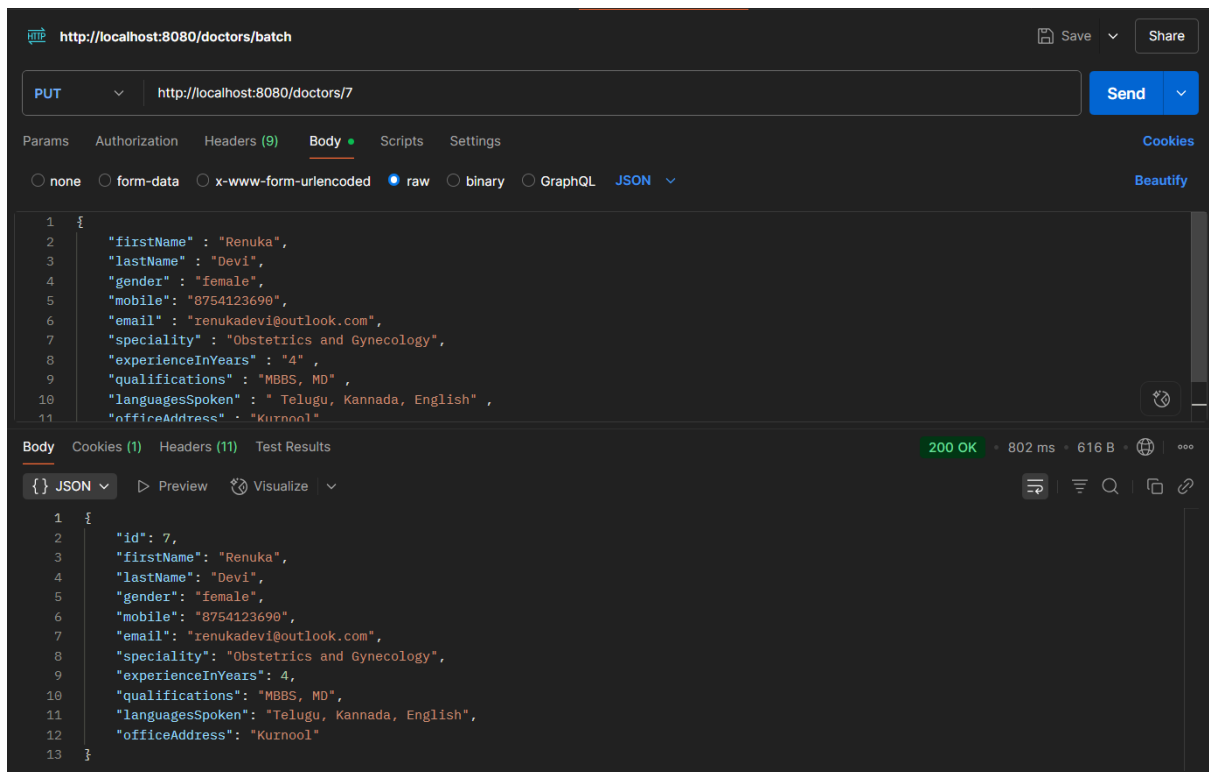 HTTP http://localhost:8080/doctors/batch Save Share
PUT http://localhost:8080/doctors/7 Send
Params Authorization Headers (9) Body Scripts Settings Cookies
none form-data x-www-form-urlencoded raw binary GraphQL JSON Beautify
1 {
2 "firstName" : "Renuka",
3 "lastName" : "Devi",
4 "gender" : "female",
5 "mobile": "8754123690",
6 "email" : "renukadevi@outlook.com",
7 "speciality" : "Obstetrics and Gynecology",
8 "experienceInYears" : "4" ,
9 "qualifications" : "MBBS, MD" ,
10 "languagesSpoken" : " Telugu, Kannada, English" ,
11 "officeAddress" : "Kurnool"
Body Cookies (1) Headers (11) Test Results 200 OK 802 ms 616 B
{} JSON Preview Visualize
1 {
2 "id": 7,
3 "firstName": "Renuka",
4 "lastName": "Devi",
5 "gender": "female",
6 "mobile": "8754123690",
7 "email": "renukadevi@outlook.com",
8 "speciality": "Obstetrics and Gynecology",
9 "experienceInYears": 4,
10 "qualifications": "MBBS, MD",
11 "languagesSpoken": "Telugu, Kannada, English",
12 "officeAddress": "Kurnool"
13 }